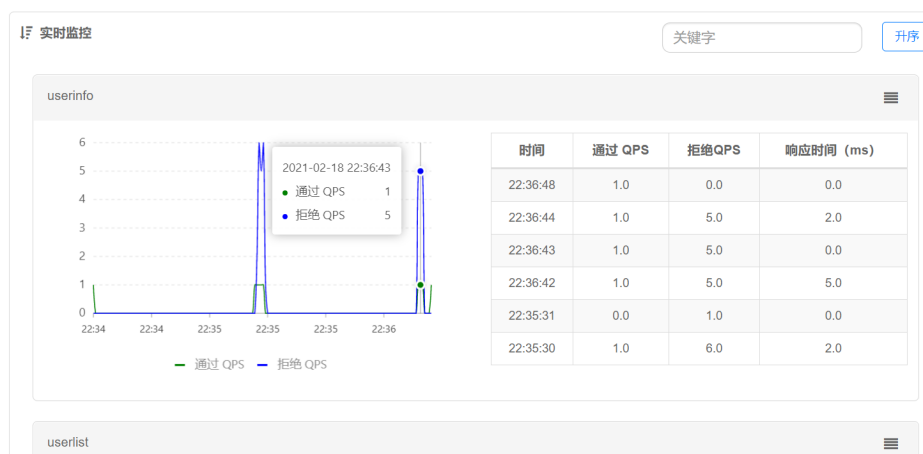 实时监控 关键字 升序
userinfo
6
5
4
3
2
1
0
22:34 22:34 22:35 22:35 22:35 22:36
2021-02-18 22:36:43
通过 QPS 1
拒绝 QPS 5
通过 QPS 拒绝 QPS
时间 通过 QPS 拒绝QPS 响应时间（ms）
22:36:48 1.0 0.0 0.0
22:36:44 1.0 5.0 2.0
22:36:43 1.0 5.0 0.0
22:36:42 1.0 5.0 5.0
22:35:31 0.0 1.0 0.0
22:35:30 1.0 6.0 2.0
userlist